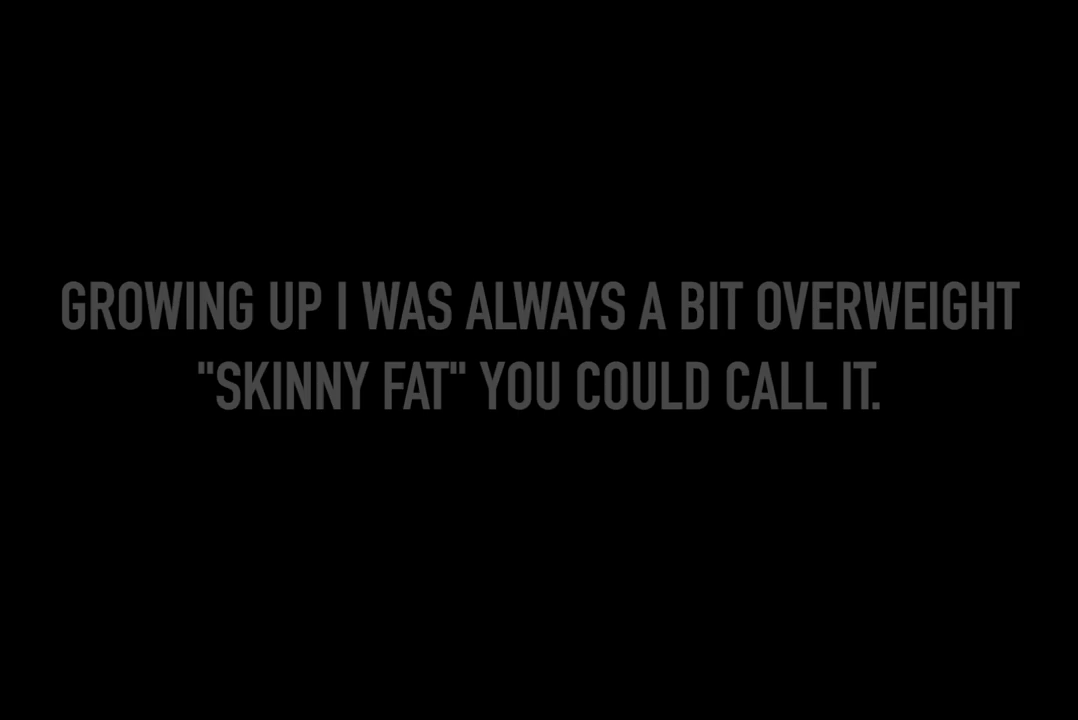 GROWING UP I WAS ALWAYS A BIT OVERWEIGHT
"SKINNY FAT" YOU COULD CALL IT.